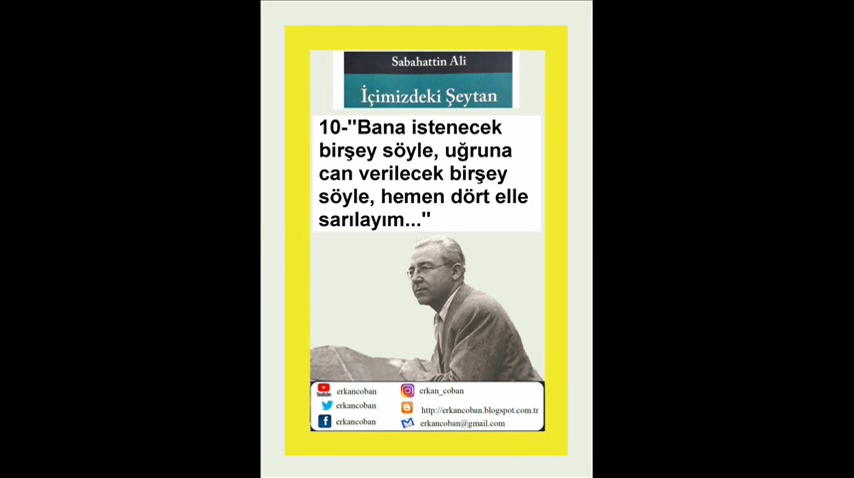 Sabahattin Ali
İçimizdeki Şeytan
10-"Bana istenecek
birşey söyle, uğruna
can verilecek birşey
söyle, hemen dört elle
sarılayım..."
YouTube erkancoban
erkan_coban
erkancoban
http://erkancoban.blogspot.com.tr
erkancoban
erkancoban@gmail.com